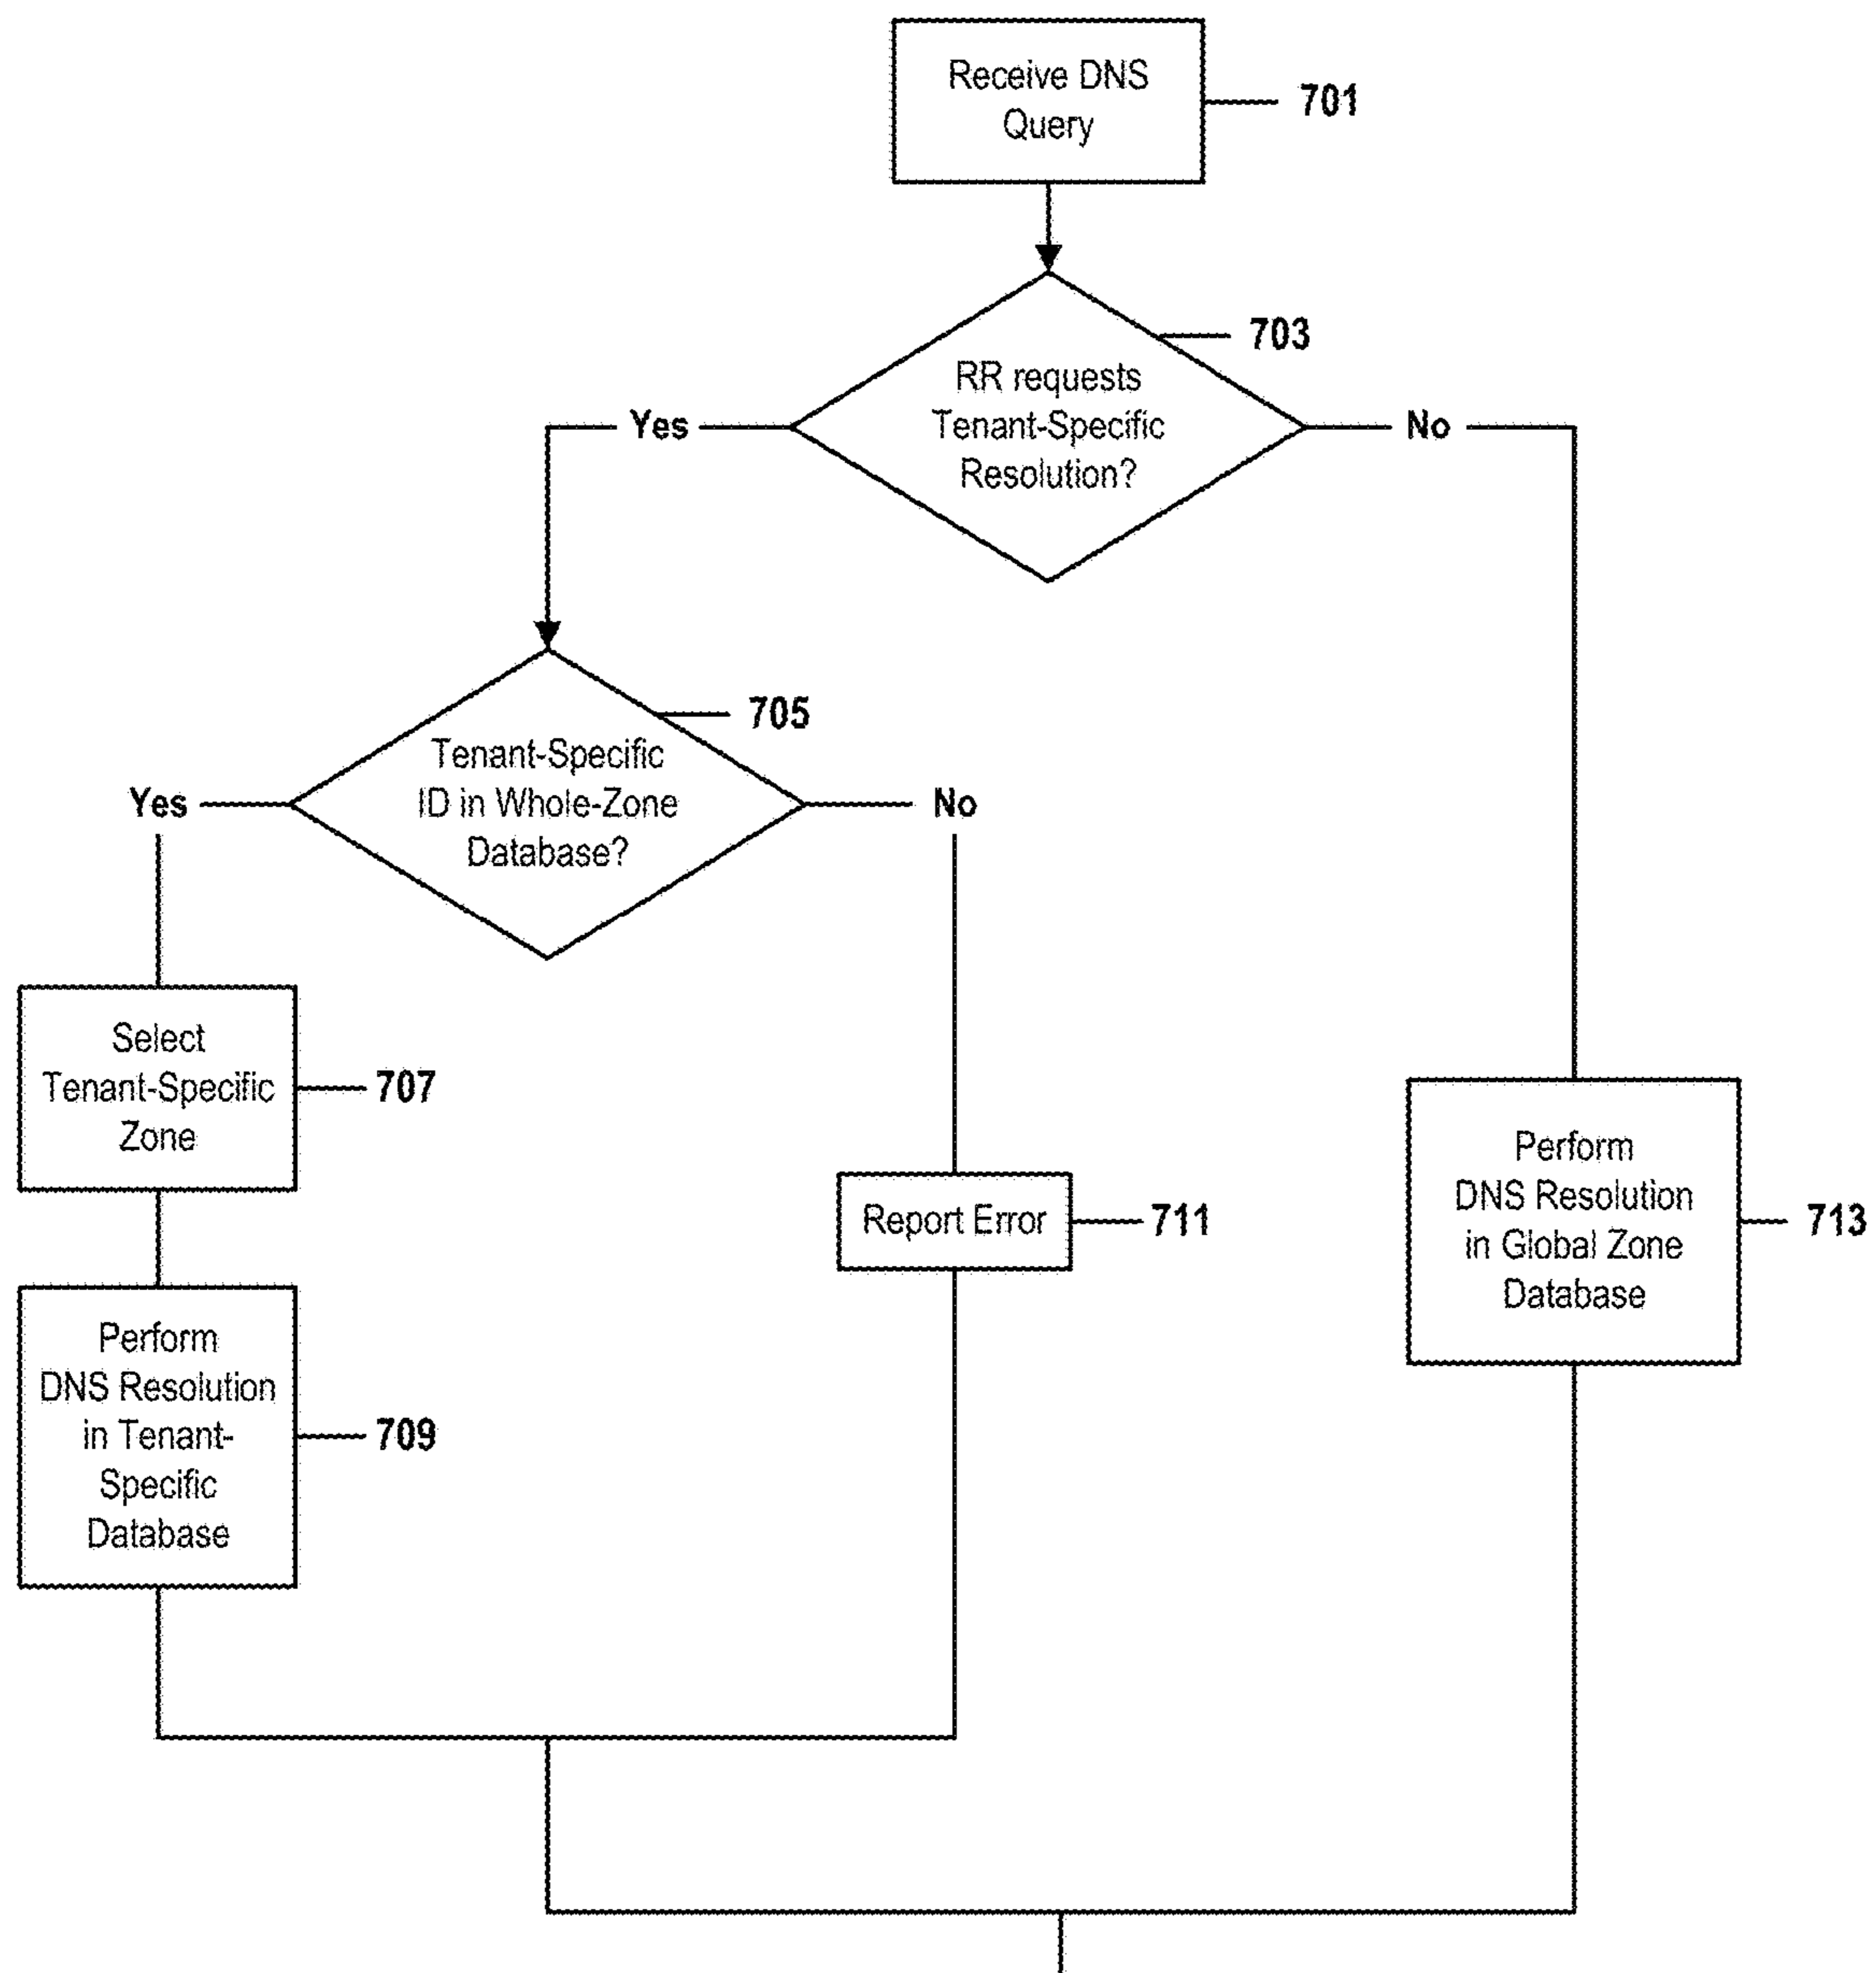 Receive DNS
Query
701
703
RR requests
Tenant-Specific
Resolution?
Yes
No
705
Tenant-Specific
ID in Whole-Zone
Database?
Yes
No
Select
Tenant-Specific
Zone
707
Report Error
711
Perform
DNS Resolution
in Global Zone
Database
713
Perform
DNS Resolution
in Tenant-
Specific
Database
709